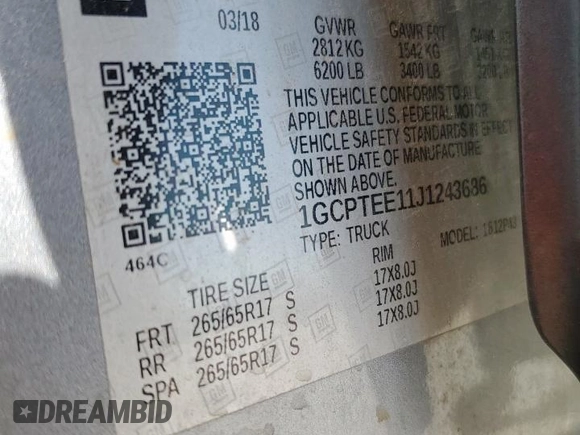 03/18 GVWR GAWR FRT GAW
2812 KG 1542 KG
6200 LB 3400 LB
THIS VEHICLE CONFORMS TO ALL
APPLICABLE U.S. FEDERAL MOTOR
VEHICLE SAFETY STANDARDS IN EFFECT
ON THE DATE OF MANUFACTURE
SHOWN ABOVE.
1GCPTEE11J1243686
TYPE: TRUCK MODEL:
464C
TIRE SIZE RIM
FRT 265/65R17 S 17X8.0J
RR 265/65R17 S 17X8.0J
SPA 265/65R17 S 17X8.0J
GM
DREAMBID